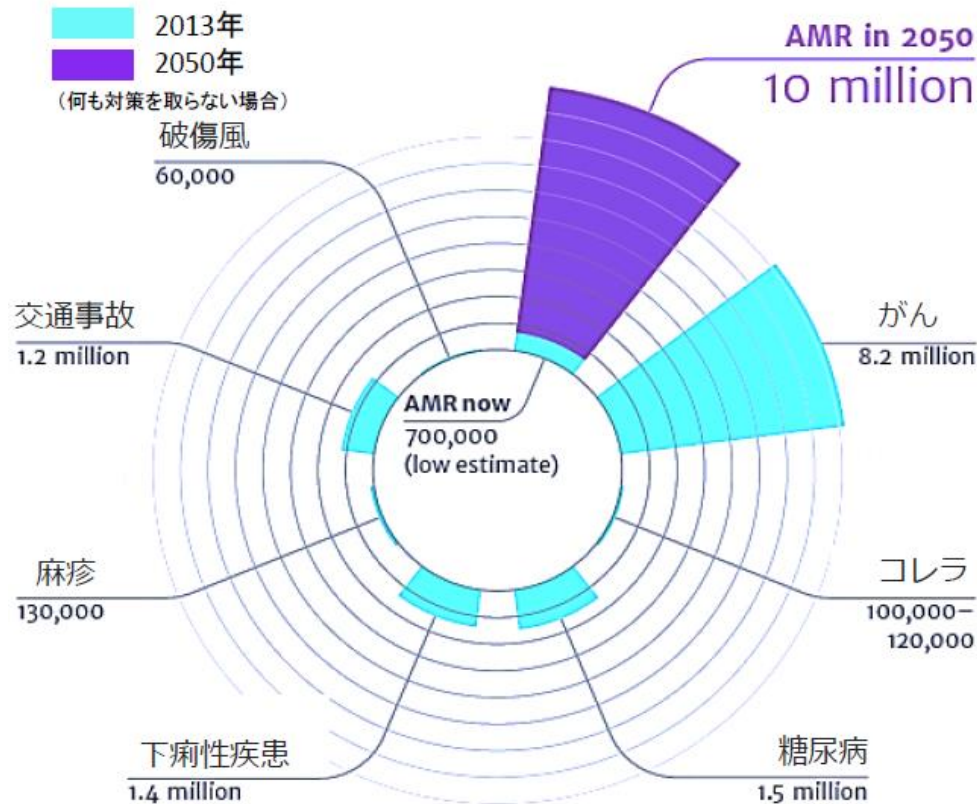 2013年
2050年
(何も対策を取らない場合)
AMR in 2050
10 million
破傷風
60,000
交通事故
1.2 million
がん
8.2 million
AMR now
700,000
(low estimate)
麻疹
130,000
コレラ
100,000–
120,000
下痢性疾患
1.4 million
糖尿病
1.5 million